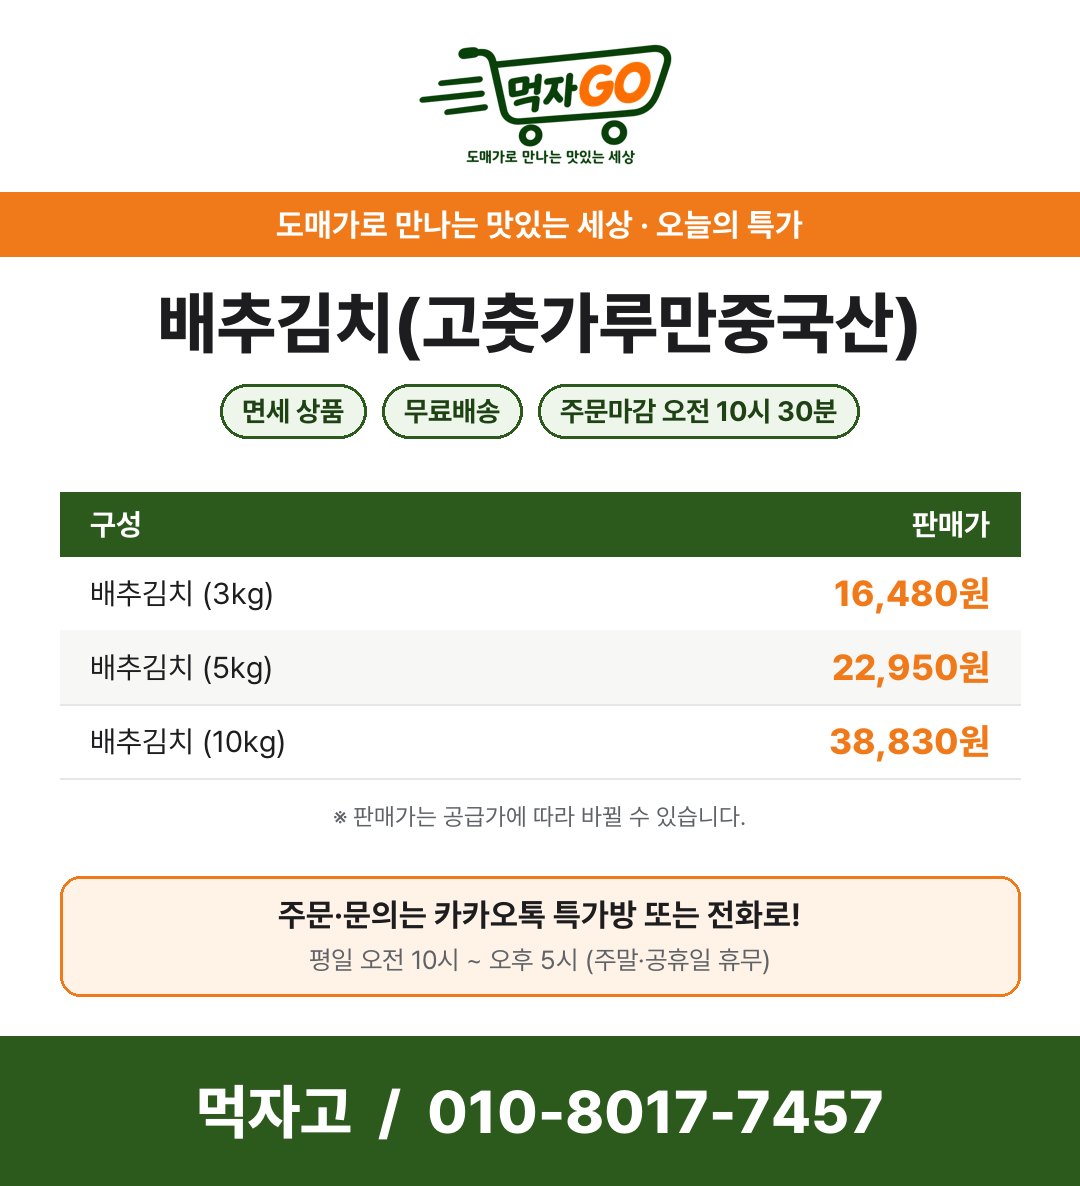 먹자GO
도매가로 만나는 맛있는 세상
도매가로 만나는 맛있는 세상 · 오늘의 특가
배추김치(고춧가루만중국산)
면세 상품 무료배송 주문마감 오전 10시 30분
구성 판매가
배추김치 (3kg) 16,480원
배추김치 (5kg) 22,950원
배추김치 (10kg) 38,830원
※ 판매가는 공급가에 따라 바뀔 수 있습니다.
주문·문의는 카카오톡 특가방 또는 전화로!
평일 오전 10시 ~ 오후 5시 (주말·공휴일 휴무)
먹자고 / 010-8017-7457